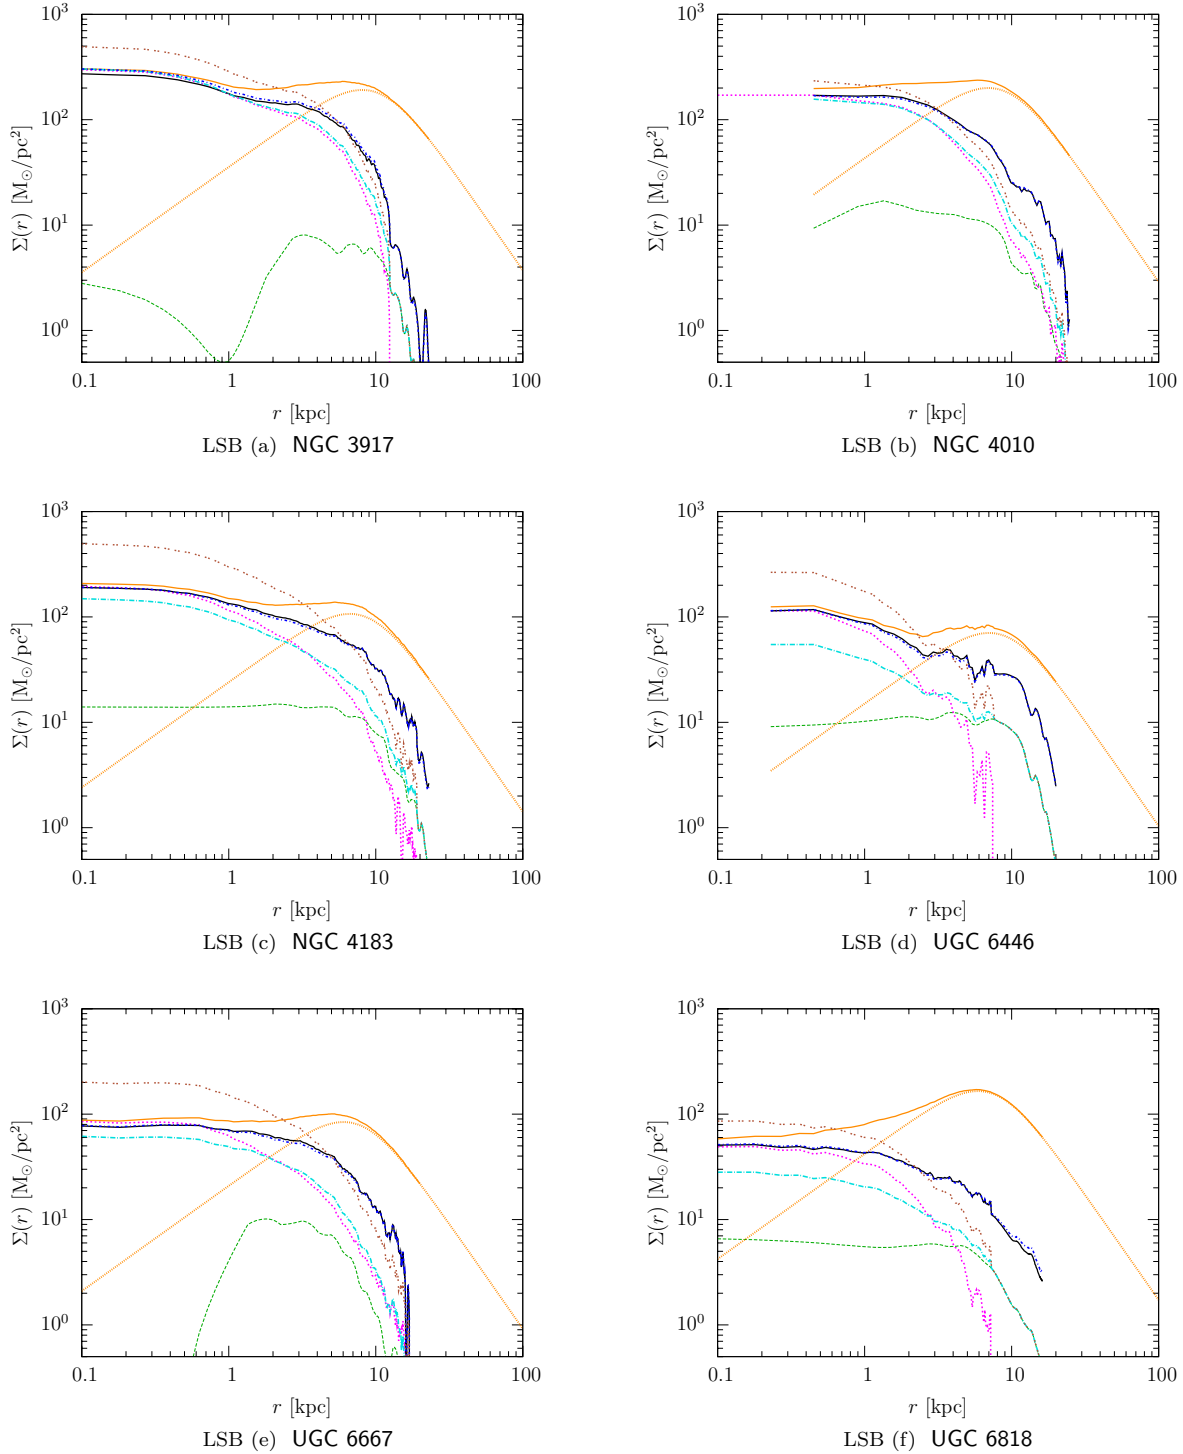 10³
10²
10¹
10⁰
0.1 1 10 100
Σ(r) [M⊙/pc²]
r [kpc]
LSB (a) NGC 3917
10³
10²
10¹
10⁰
0.1 1 10 100
Σ(r) [M⊙/pc²]
r [kpc]
LSB (b) NGC 4010
10³
10²
10¹
10⁰
0.1 1 10 100
Σ(r) [M⊙/pc²]
r [kpc]
LSB (c) NGC 4183
10³
10²
10¹
10⁰
0.1 1 10 100
Σ(r) [M⊙/pc²]
r [kpc]
LSB (d) UGC 6446
10³
10²
10¹
10⁰
0.1 1 10 100
Σ(r) [M⊙/pc²]
r [kpc]
LSB (e) UGC 6667
10³
10²
10¹
10⁰
0.1 1 10 100
Σ(r) [M⊙/pc²]
r [kpc]
LSB (f) UGC 6818